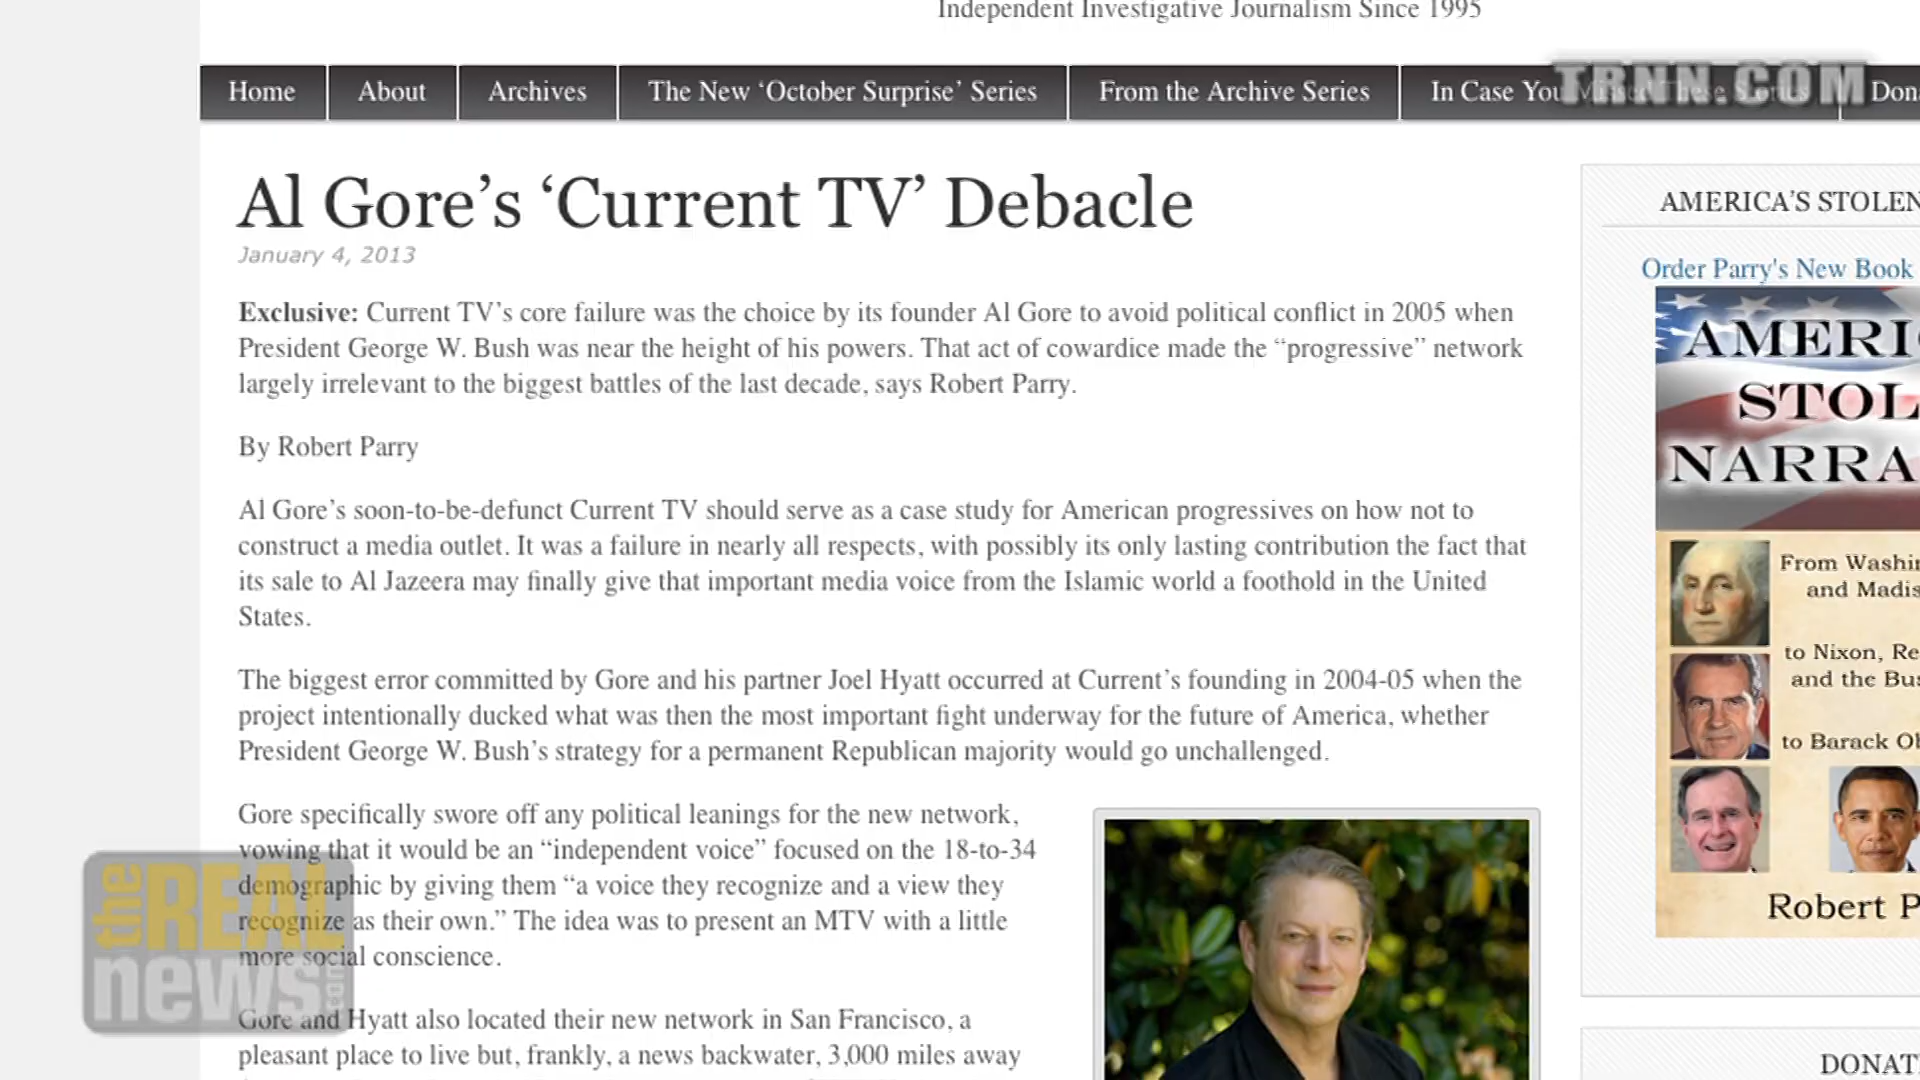 Independent Investigative Journalism Since 1995
TRNN.COM
Home
About
Archives
The New ‘October Surprise’ Series
From the Archive Series
In Case You Missed These Stories
Don
Al Gore’s ‘Current TV’ Debacle
January 4, 2013
Exclusive: Current TV’s core failure was the choice by its founder Al Gore to avoid political conflict in 2005 when
President George W. Bush was near the height of his powers. That act of cowardice made the “progressive” network
largely irrelevant to the biggest battles of the last decade, says Robert Parry.
By Robert Parry
Al Gore’s soon-to-be-defunct Current TV should serve as a case study for American progressives on how not to
construct a media outlet. It was a failure in nearly all respects, with possibly its only lasting contribution the fact that
its sale to Al Jazeera may finally give that important media voice from the Islamic world a foothold in the United
States.
The biggest error committed by Gore and his partner Joel Hyatt occurred at Current’s founding in 2004-05 when the
project intentionally ducked what was then the most important fight underway for the future of America, whether
President George W. Bush’s strategy for a permanent Republican majority would go unchallenged.
Gore specifically swore off any political leanings for the new network,
vowing that it would be an “independent voice” focused on the 18-to-34
demographic by giving them “a voice they recognize and a view they
recognize as their own.” The idea was to present an MTV with a little
more social conscience.
Gore and Hyatt also located their new network in San Francisco, a
pleasant place to live but, frankly, a news backwater, 3,000 miles away
the REAL
news.com
AMERICA’S STOLEN
Order Parry's New Book
AMERIC
STOL
NARRA
From Washin
and Madis
to Nixon, Re
and the Bus
to Barack Ob
Robert P
DONAT